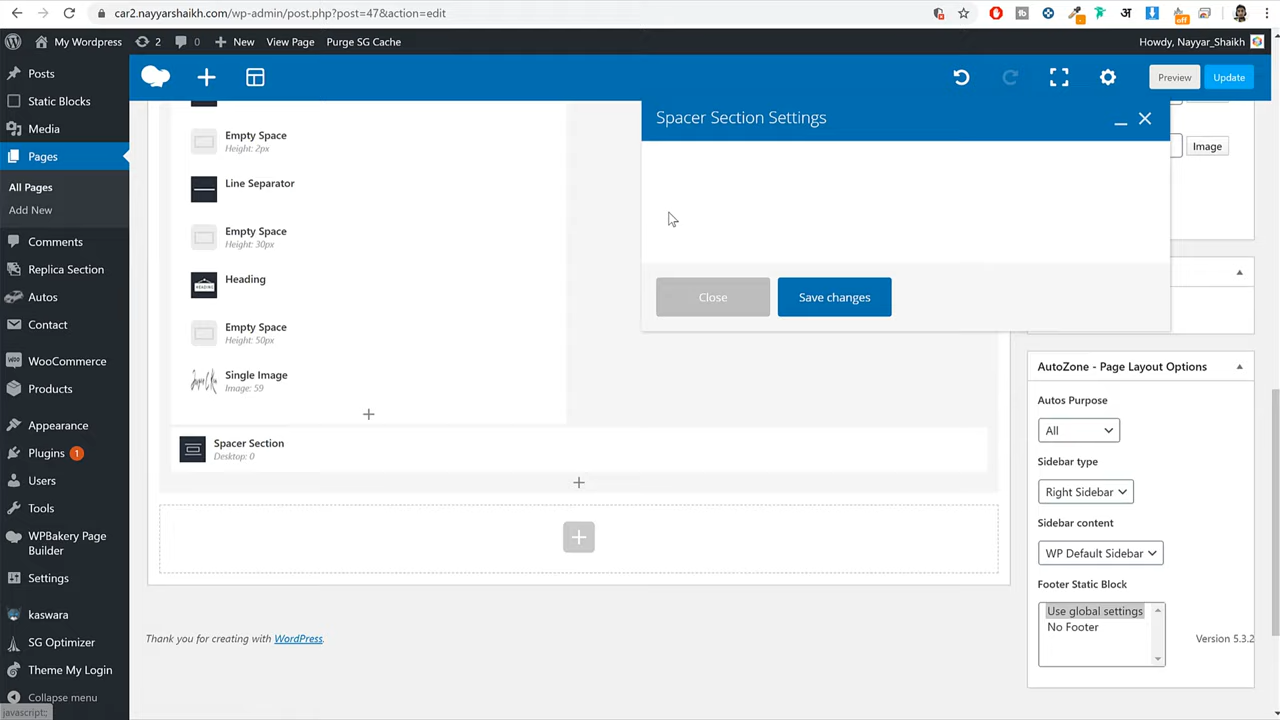 car2.nayyarshaikh.com/wp-admin/post.php?post=47&action=edit
My Wordpress
2
0
New
View Page
Purge SG Cache
Howdy, Nayyar_Shaikh
Posts
Static Blocks
Media
Pages
All Pages
Add New
Comments
Replica Section
Autos
Contact
WooCommerce
Products
Appearance
Plugins 1
Users
Tools
WPBakery Page
Builder
Settings
kaswara
SG Optimizer
Theme My Login
Collapse menu
javascript:;
Preview
Update
Empty Space
Height: 2px
Line Separator
Empty Space
Height: 30px
HEADING
Heading
Empty Space
Height: 50px
Single Image
Image: 59
Spacer Section
Desktop: 0
Spacer Section Settings
Close
Save changes
Image
AutoZone - Page Layout Options
Autos Purpose
All
Sidebar type
Right Sidebar
Sidebar content
WP Default Sidebar
Footer Static Block
Use global settings
No Footer
Thank you for creating with WordPress.
Version 5.3.2